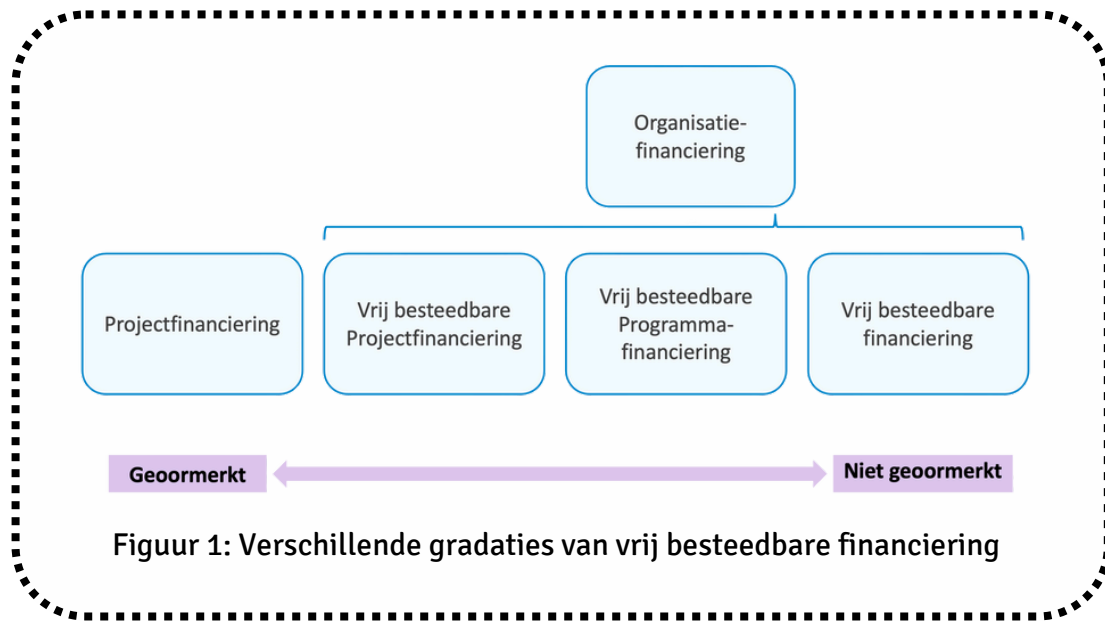 Organisatie-
financiering
Projectfinanciering
Vrij besteedbare
Projectfinanciering
Vrij besteedbare
Programma-
financiering
Vrij besteedbare
financiering
Geoormerkt
Niet geoormerkt
Figuur 1: Verschillende gradaties van vrij besteedbare financiering